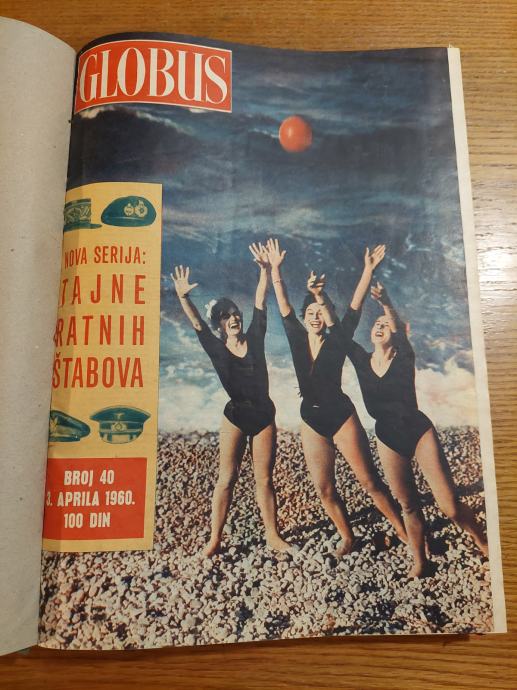 GLOBUS
NOVA SERIJA:
TAJNE
RATNIH
ŠTABOVA
BROJ 40
3. APRILA 1960.
100 DIN